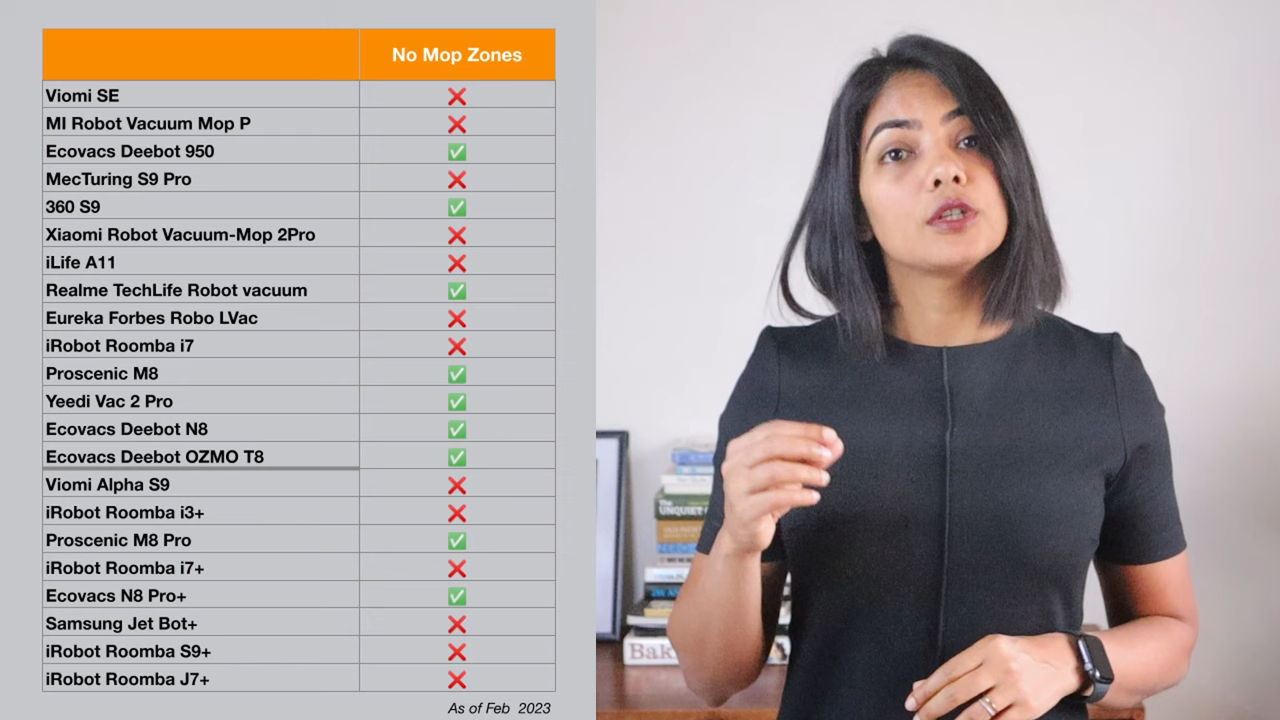 No Mop Zones
Viomi SE ❌
MI Robot Vacuum Mop P ❌
Ecovacs Deebot 950 ✅
MecTuring S9 Pro ❌
360 S9 ✅
Xiaomi Robot Vacuum-Mop 2Pro ❌
iLife A11 ❌
Realme TechLife Robot vacuum ✅
Eureka Forbes Robo LVac ❌
iRobot Roomba i7 ❌
Proscenic M8 ✅
Yeedi Vac 2 Pro ✅
Ecovacs Deebot N8 ✅
Ecovacs Deebot OZMO T8 ✅
Viomi Alpha S9 ❌
iRobot Roomba i3+ ❌
Proscenic M8 Pro ✅
iRobot Roomba i7+ ❌
Ecovacs N8 Pro+ ✅
Samsung Jet Bot+ ❌
iRobot Roomba S9+ ❌
iRobot Roomba J7+ ❌
As of Feb 2023
The
UNQUIET
ZERO
Bak